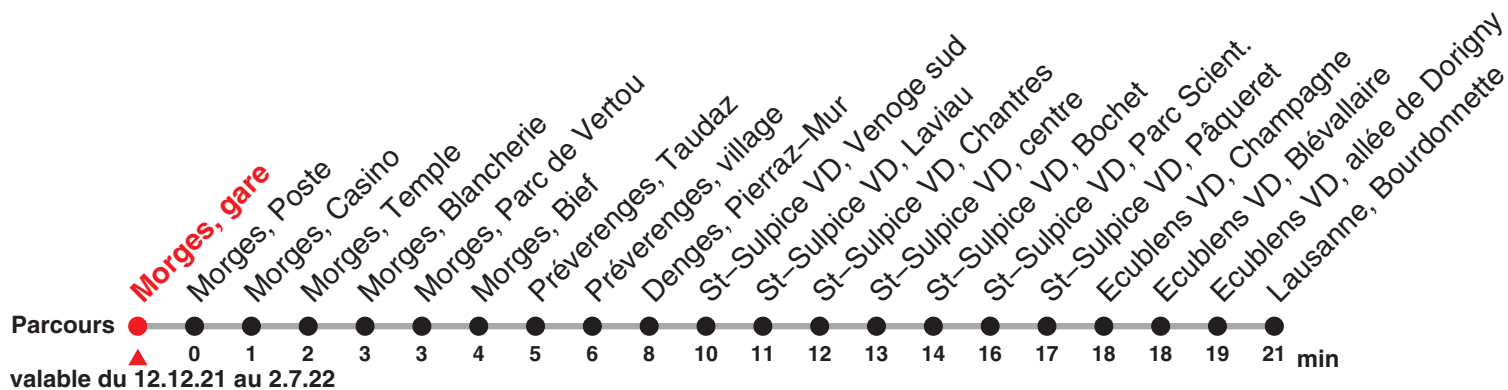 Morges, gare
Morges, Poste
Morges, Casino
Morges, Temple
Morges, Blancherie
Morges, Parc de Vertou
Morges, Bief
Préverenges, Taudaz
Préverenges, village
Denges, Pierraz–Mur
St–Sulpice VD, Venoge sud
St–Sulpice VD, Laviau
St–Sulpice VD, Chantres
St–Sulpice VD, centre
St–Sulpice VD, Bochet
St–Sulpice VD, Parc Scient.
St–Sulpice VD, Pâqueret
Ecublens VD, Champagne
Ecublens VD, Blévallaire
Ecublens VD, allée de Dorigny
Lausanne, Bourdonnette
Parcours
0 1 2 3 3 4 5 6 8 10 11 12 13 14 16 17 18 18 19 21 min
valable du 12.12.21 au 2.7.22